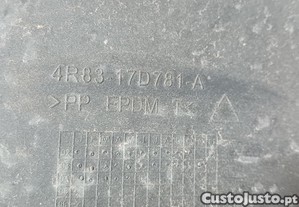 4R83-17D781-A
>PP EPDM T<
CustoJusto.pt